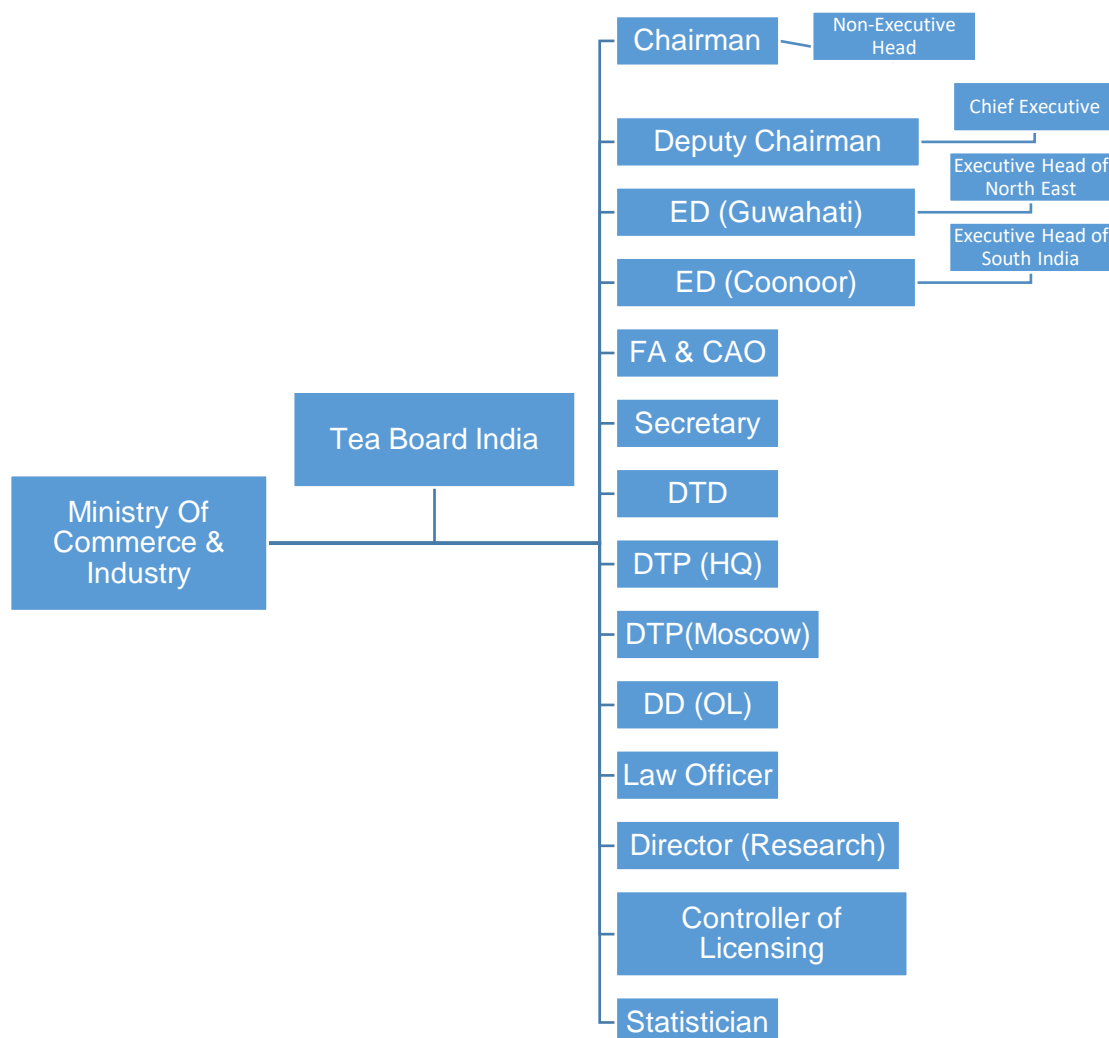 Chairman
Non-Executive
Head
Chief Executive
Deputy Chairman
Executive Head of
North East
ED (Guwahati)
Executive Head of
South India
ED (Coonoor)
FA & CAO
Secretary
Tea Board India
DTD
Ministry Of
Commerce &
Industry
DTP (HQ)
DTP(Moscow)
DD (OL)
Law Officer
Director (Research)
Controller of
Licensing
Statistician